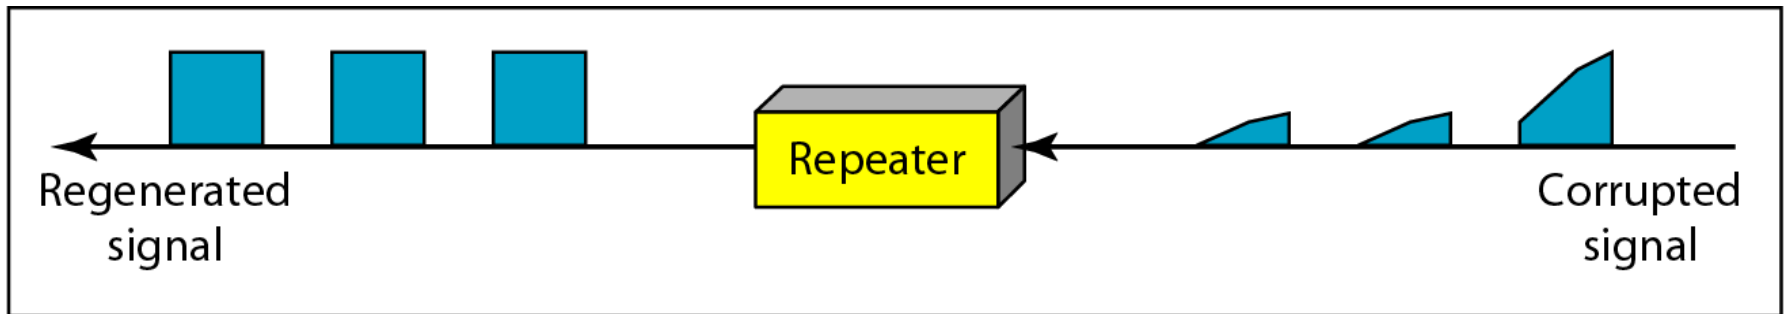 Repeater
Regenerated
signal
Corrupted
signal